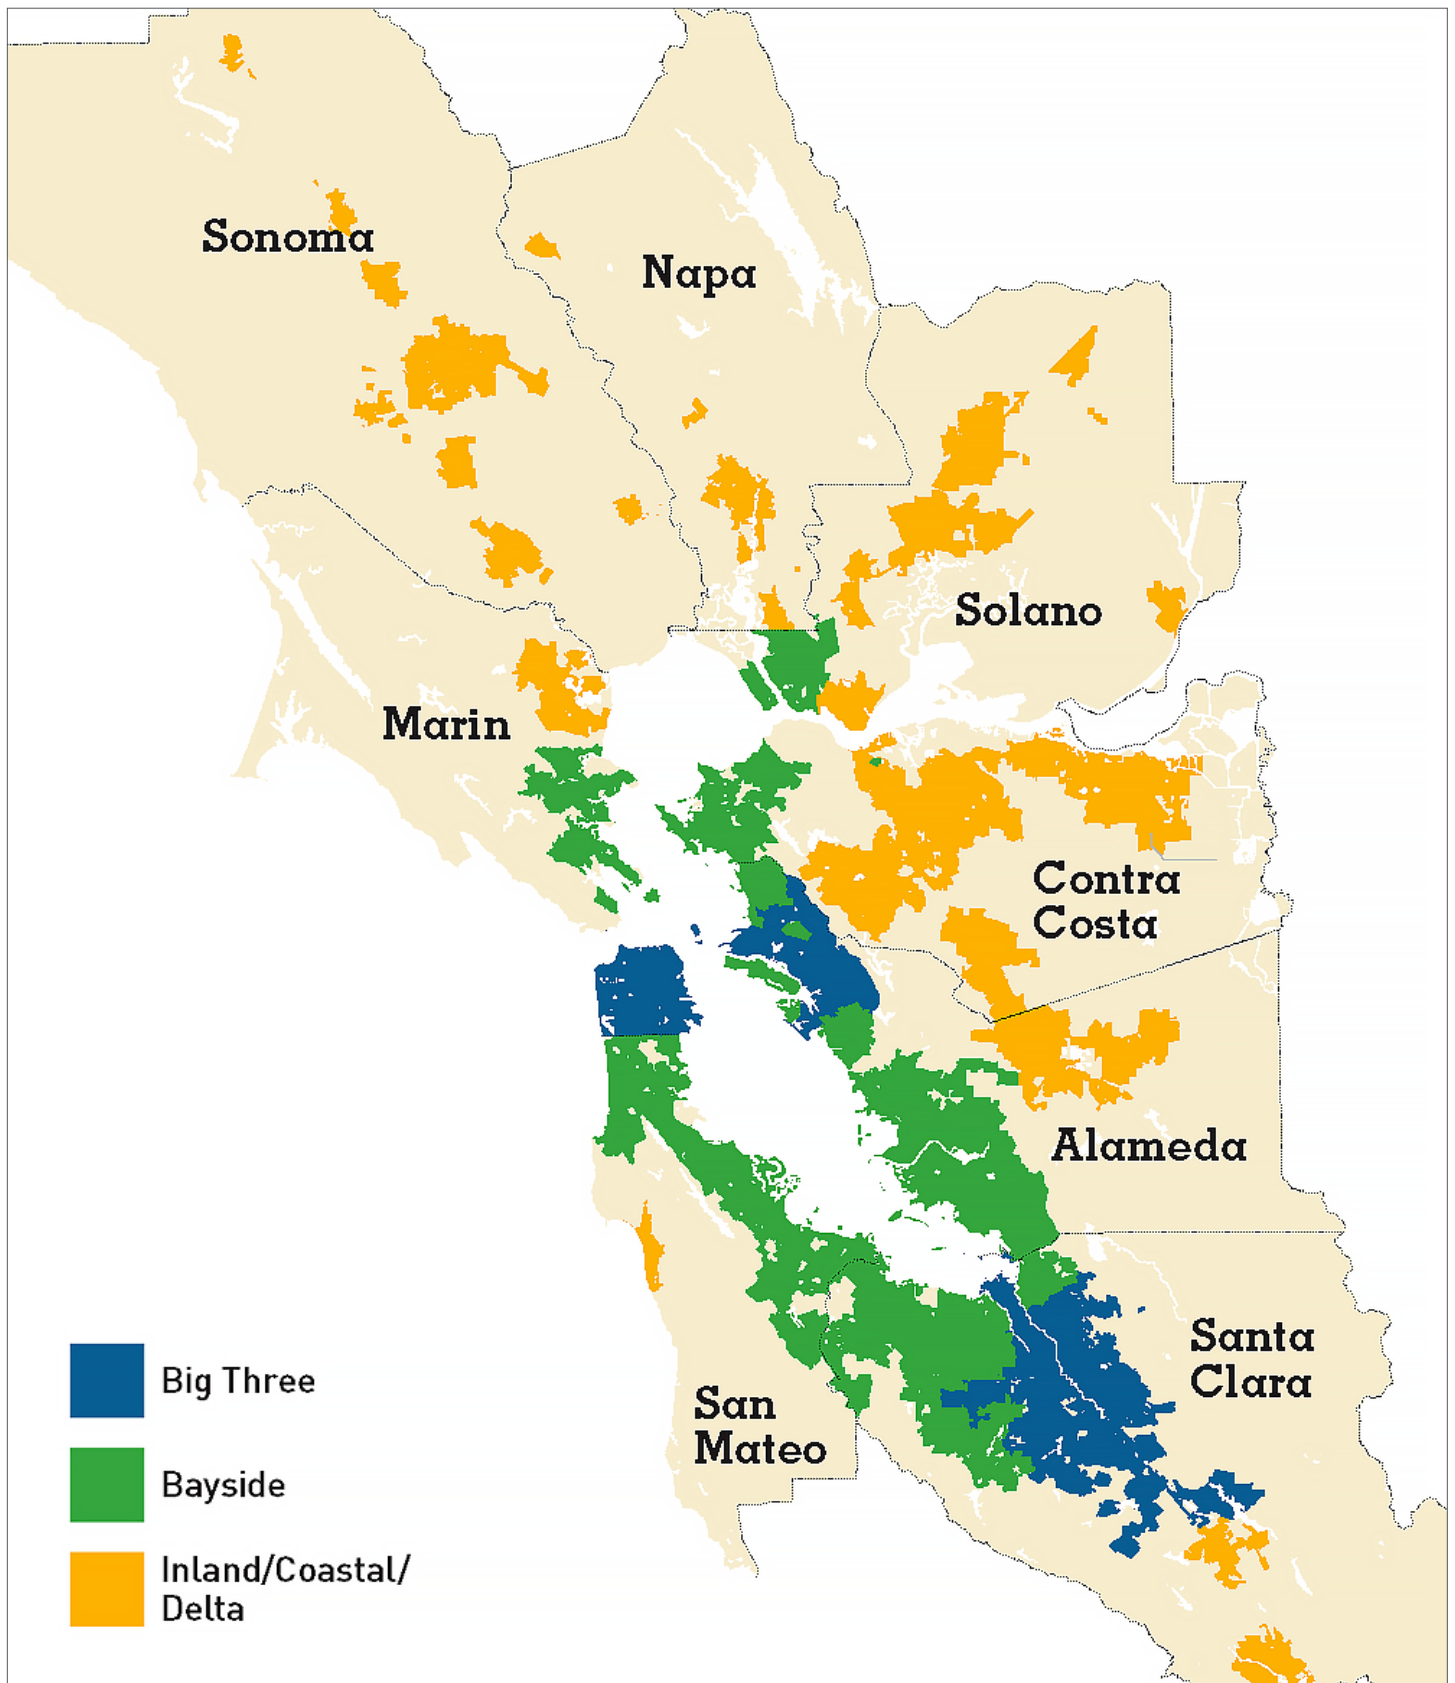 Sonoma
Napa
Solano
Marin
Contra
Costa
Alameda
Santa
Clara
San
Mateo
Big Three
Bayside
Inland/Coastal/
Delta